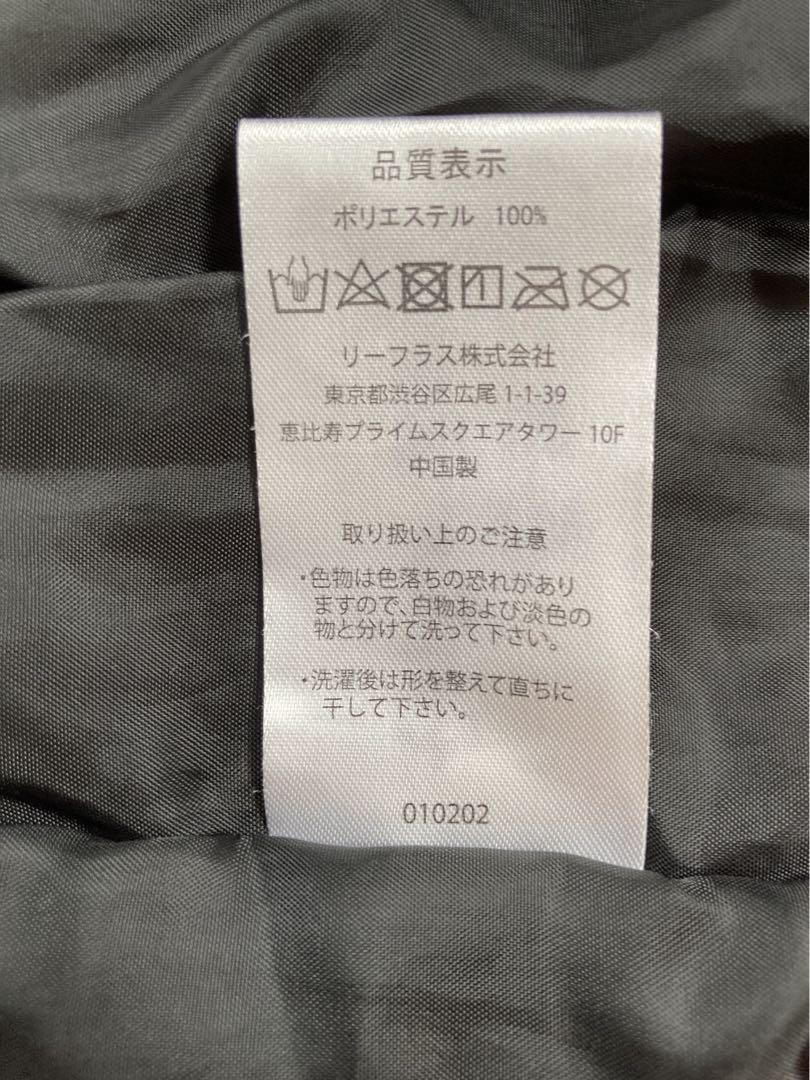 品質表示
ポリエステル 100%
リーフラス株式会社
東京都渋谷区広尾1-1-39
恵比寿プライムスクエアタワー 10F
中国製
取り扱い上のご注意
・色物は色落ちの恐れがあり
ますので、白物および淡色の
物と分けて洗って下さい。
・洗濯後は形を整えて直ちに
干して下さい。
010202